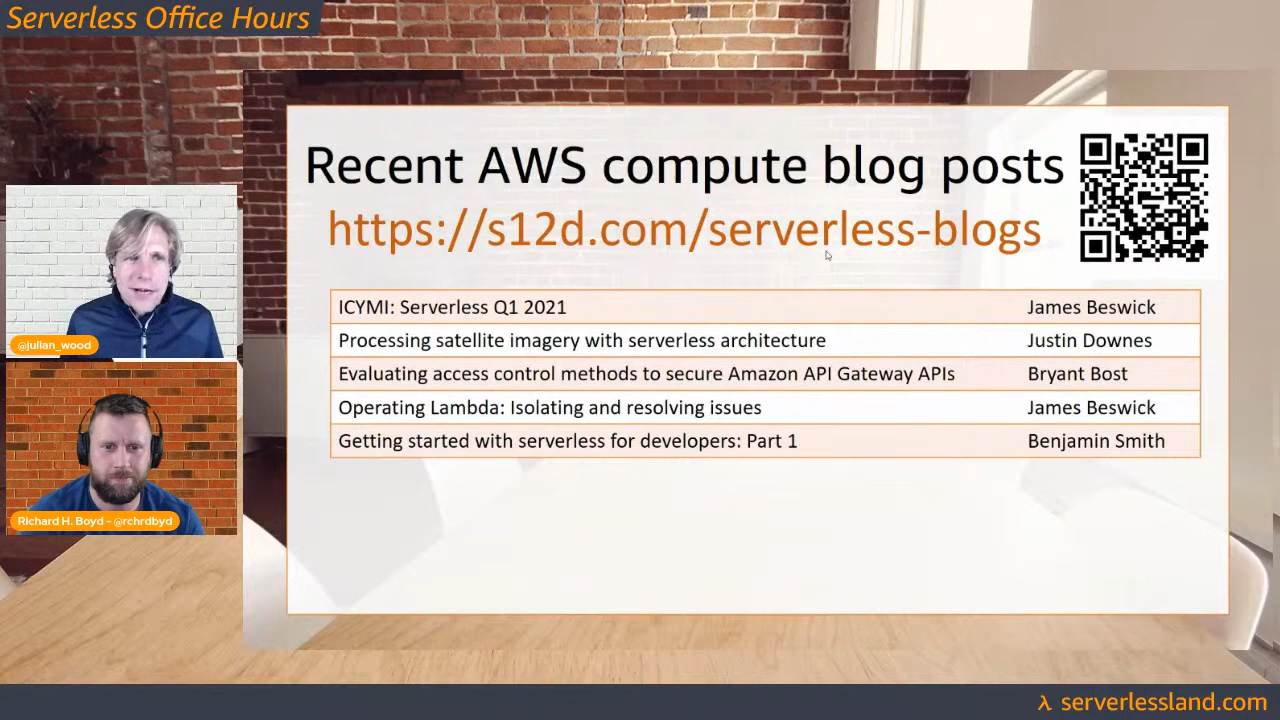 Serverless Office Hours
Recent AWS compute blog posts
https://s12d.com/serverless-blogs
ICYMI: Serverless Q1 2021 James Beswick
Processing satellite imagery with serverless architecture Justin Downes
Evaluating access control methods to secure Amazon API Gateway APIs Bryant Bost
Operating Lambda: Isolating and resolving issues James Beswick
Getting started with serverless for developers: Part 1 Benjamin Smith
@julian_wood
Richard H. Boyd - @rchrdbyd
λ serverlessland.com